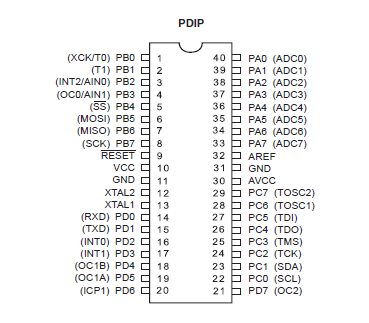 PDIP
(XCK/T0) PB0 1 40 PA0 (ADC0)
(T1) PB1 2 39 PA1 (ADC1)
(INT2/AIN0) PB2 3 38 PA2 (ADC2)
(OC0/AIN1) PB3 4 37 PA3 (ADC3)
(SS) PB4 5 36 PA4 (ADC4)
(MOSI) PB5 6 35 PA5 (ADC5)
(MISO) PB6 7 34 PA6 (ADC6)
(SCK) PB7 8 33 PA7 (ADC7)
RESET 9 32 AREF
VCC 10 31 GND
GND 11 30 AVCC
XTAL2 12 29 PC7 (TOSC2)
XTAL1 13 28 PC6 (TOSC1)
(RXD) PD0 14 27 PC5 (TDI)
(TXD) PD1 15 26 PC4 (TDO)
(INT0) PD2 16 25 PC3 (TMS)
(INT1) PD3 17 24 PC2 (TCK)
(OC1B) PD4 18 23 PC1 (SDA)
(OC1A) PD5 19 22 PC0 (SCL)
(ICP1) PD6 20 21 PD7 (OC2)